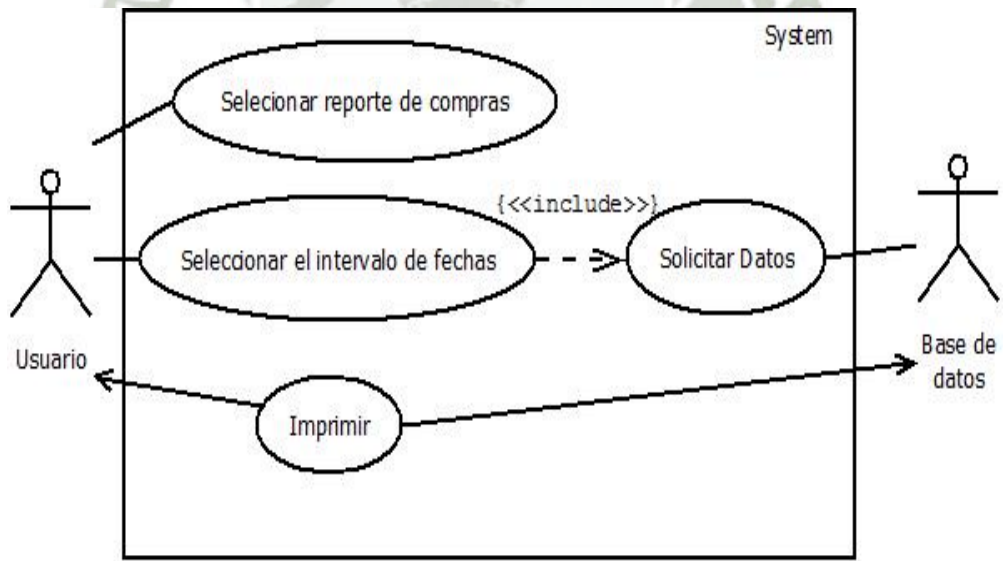 System
Selecionar reporte de compras
{<<include>>}
Seleccionar el intervalo de fechas
Solicitar Datos
Usuario
Base de
datos
Imprimir